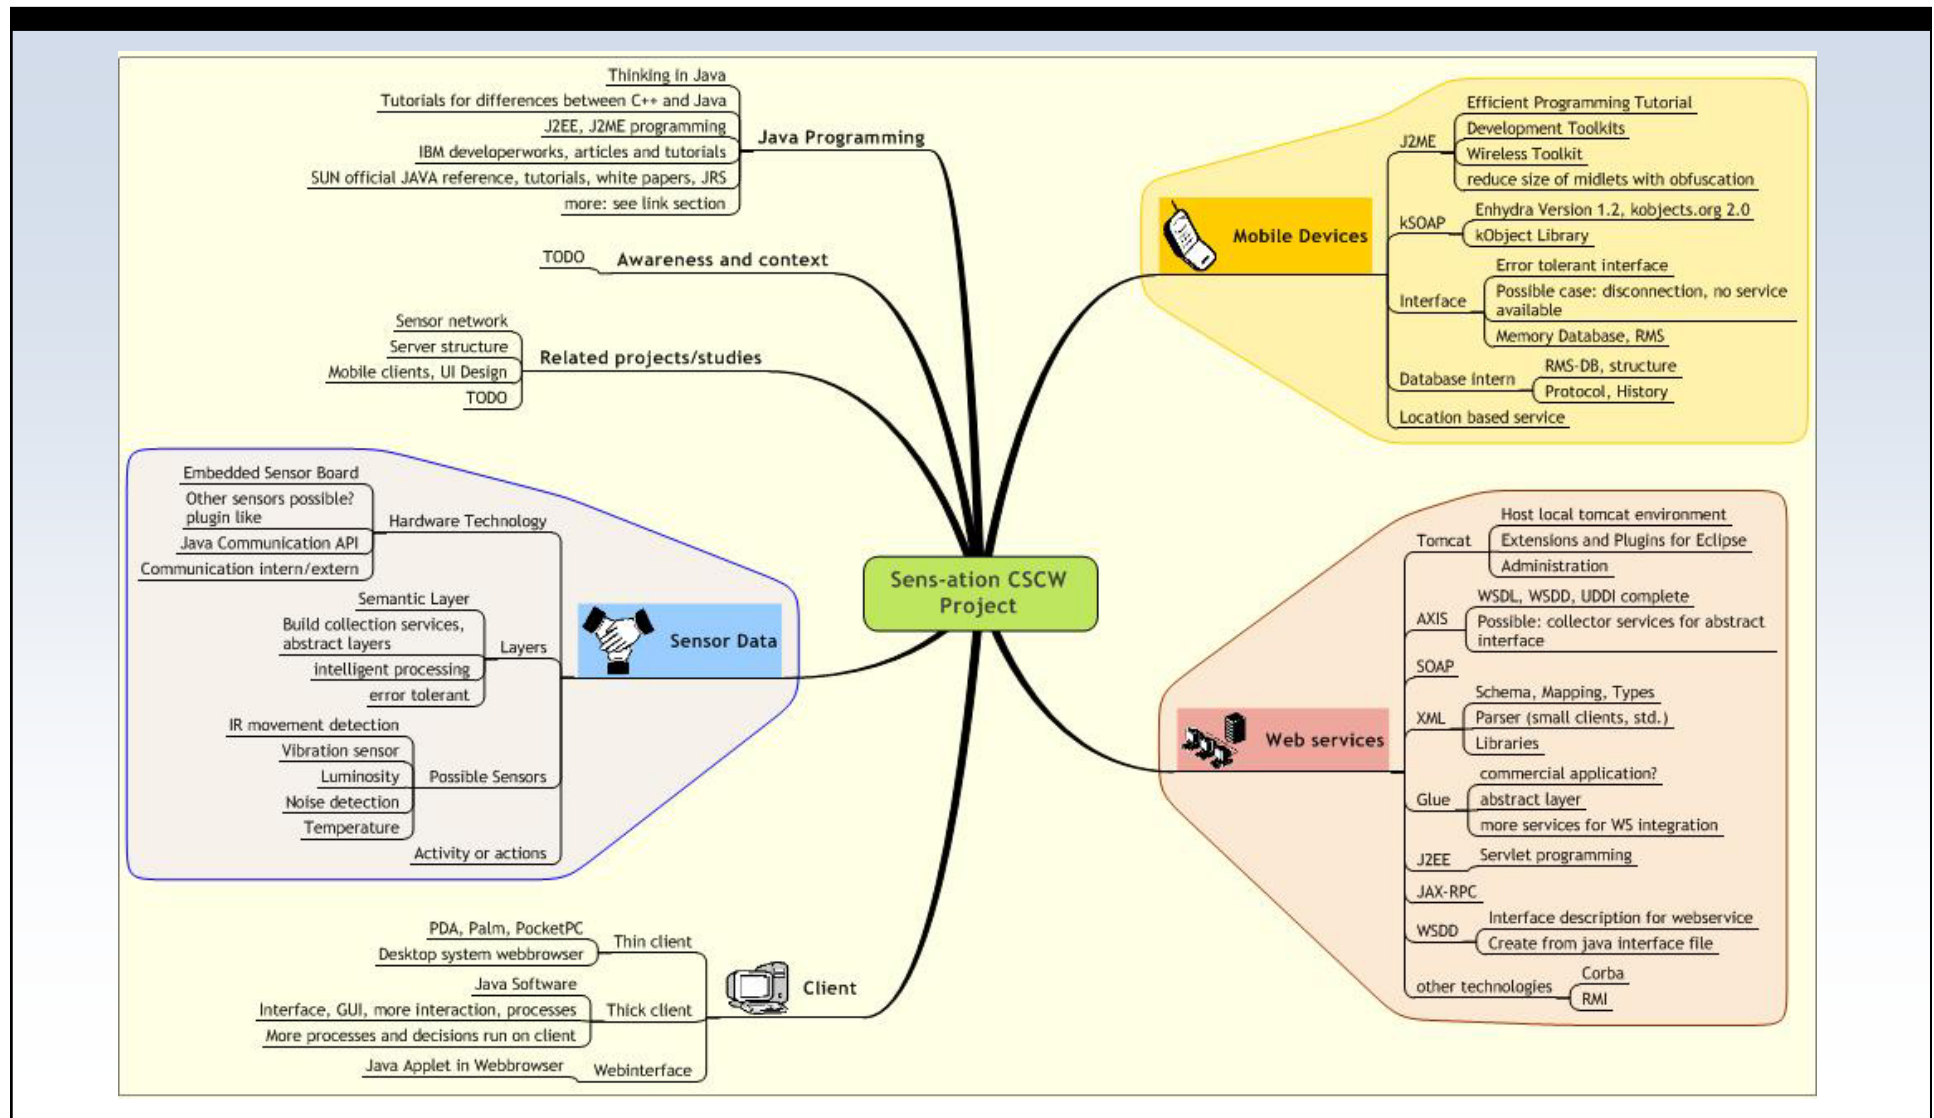 Thinking in Java
Tutorials for differences between C++ and Java
J2EE, J2ME programming
IBM developerworks, articles and tutorials
SUN official JAVA reference, tutorials, white papers, JRS
more: see link section
Java Programming
TODO
Awareness and context
Sensor network
Server structure
Mobile clients, UI Design
TODO
Related projects/studies
Embedded Sensor Board
Other sensors possible?
plugin like
Java Communication API
Communication intern/extern
Hardware Technology
Semantic Layer
Build collection services,
abstract layers
intelligent processing
error tolerant
Layers
IR movement detection
Vibration sensor
Luminosity
Noise detection
Temperature
Possible Sensors
Activity or actions
Sensor Data
PDA, Palm, PocketPC
Desktop system webbrowser
Thin client
Java Software
Interface, GUI, more interaction, processes
More processes and decisions run on client
Thick client
Java Applet in Webbrowser
Webinterface
Client
Sens-ation CSCW
Project
Mobile Devices
J2ME
Efficient Programming Tutorial
Development Toolkits
Wireless Toolkit
reduce size of midlets with obfuscation
kSOAP
Enhydra Version 1.2, kobjects.org 2.0
kObject Library
Interface
Error tolerant interface
Possible case: disconnection, no service
available
Memory Database, RMS
Database intern
RMS-DB, structure
Protocol, History
Location based service
Web services
Tomcat
Host local tomcat environment
Extensions and Plugins for Eclipse
Administration
AXIS
WSDL, WSDD, UDDI complete
Possible: collector services for abstract
interface
SOAP
XML
Schema, Mapping, Types
Parser (small clients, std.)
Libraries
Glue
commercial application?
abstract layer
more services for WS integration
J2EE
Servlet programming
JAX-RPC
WSDD
Interface description for webservice
Create from java interface file
other technologies
Corba
RMI